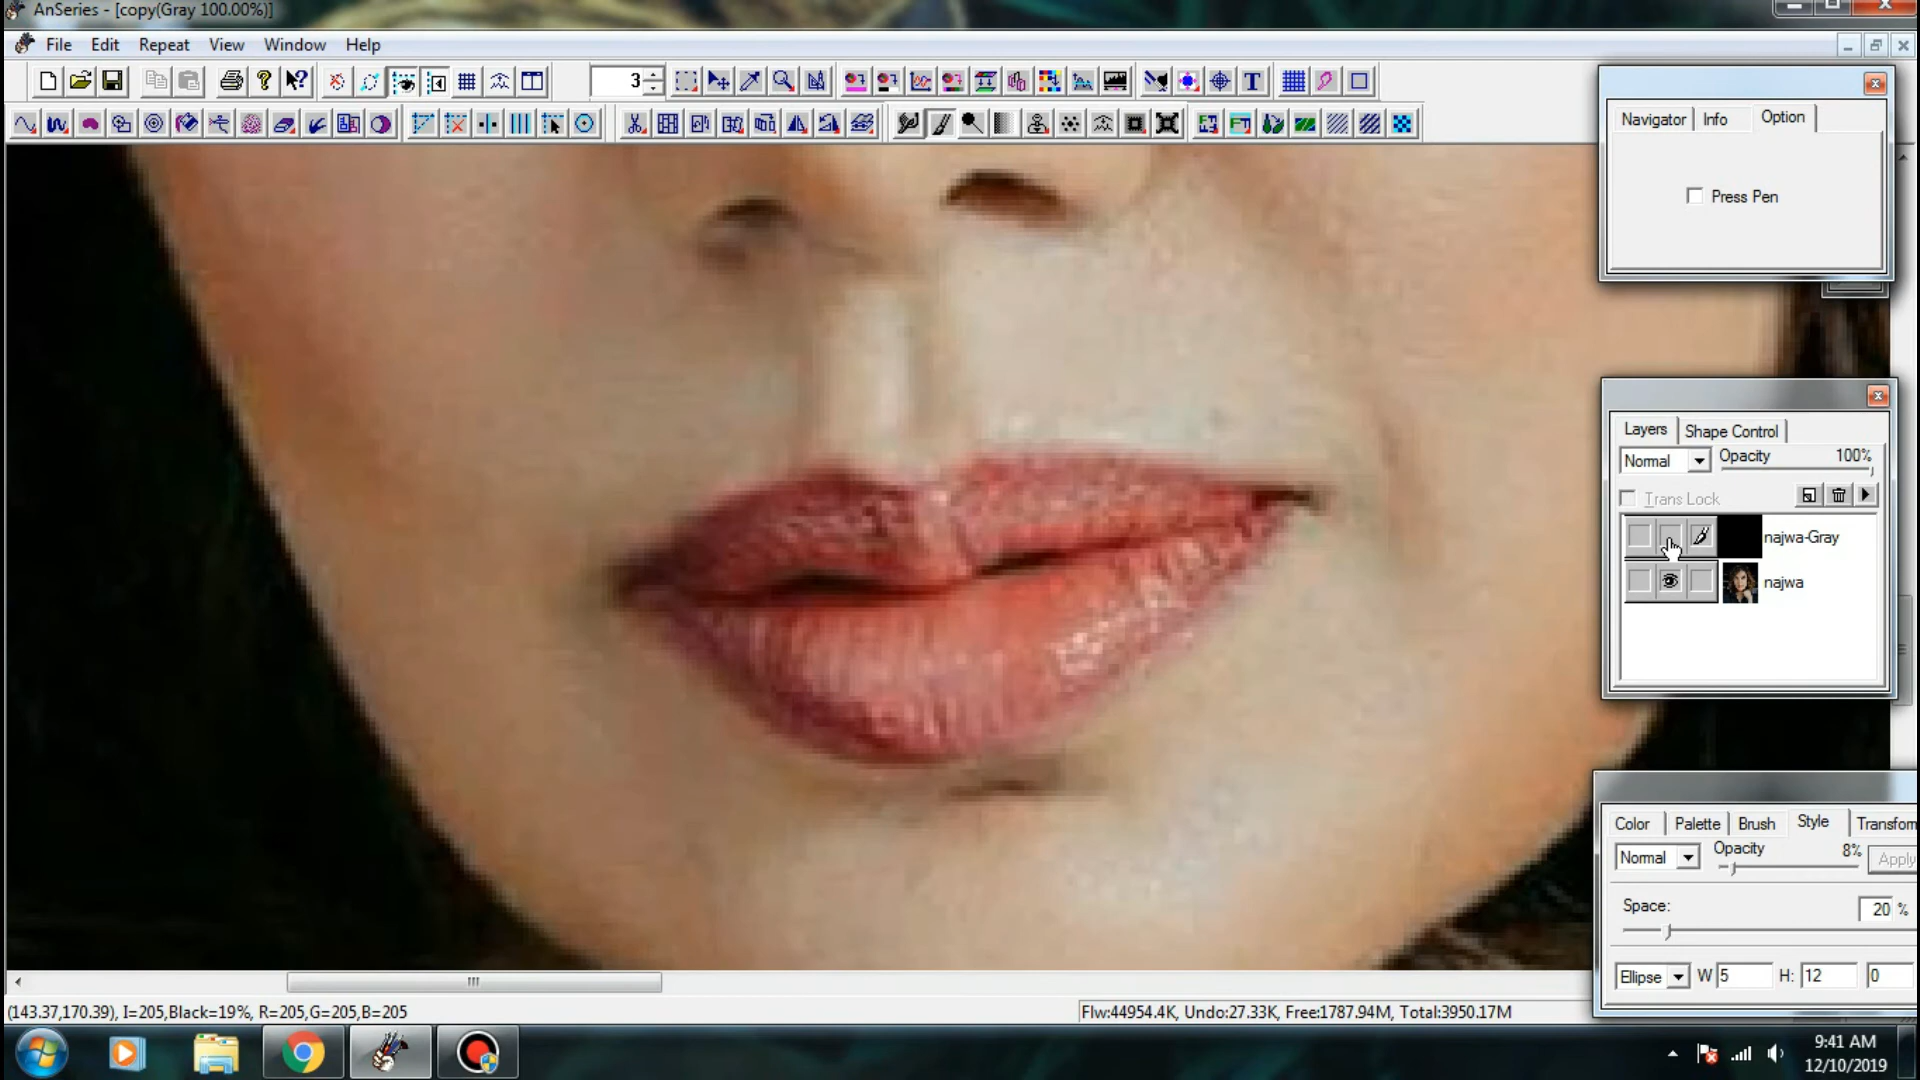 AnSeries - [copy(Gray 100.00%)]
File Edit Repeat View Window Help
3
Navigator Info Option
Press Pen
Layers Shape Control
Normal Opacity 100%
Trans Lock
najwa-Gray
najwa
Color Palette Brush Style Transfom
Normal Opacity 8% Apply
Space: 20 %
Ellipse W 5 H: 12 0
(143.37,170.39), I=205,Black=19%, R=205,G=205,B=205
Flw:44954.4K, Undo:27.33K, Free:1787.94M, Total:3950.17M
9:41 AM
12/10/2019